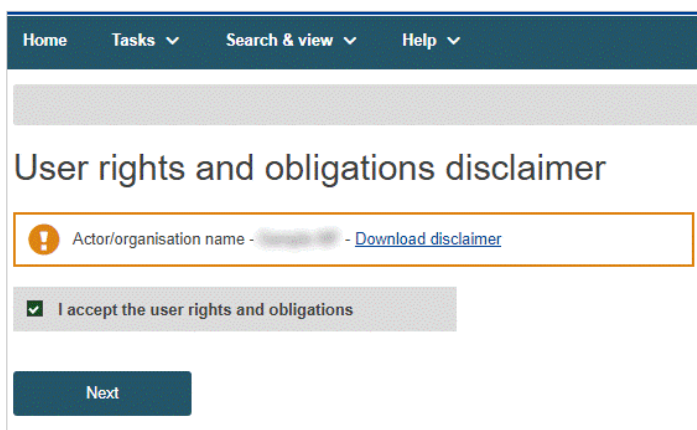 Home Tasks Search & view Help
User rights and obligations disclaimer
Actor/organisation name - - Download disclaimer
I accept the user rights and obligations
Next